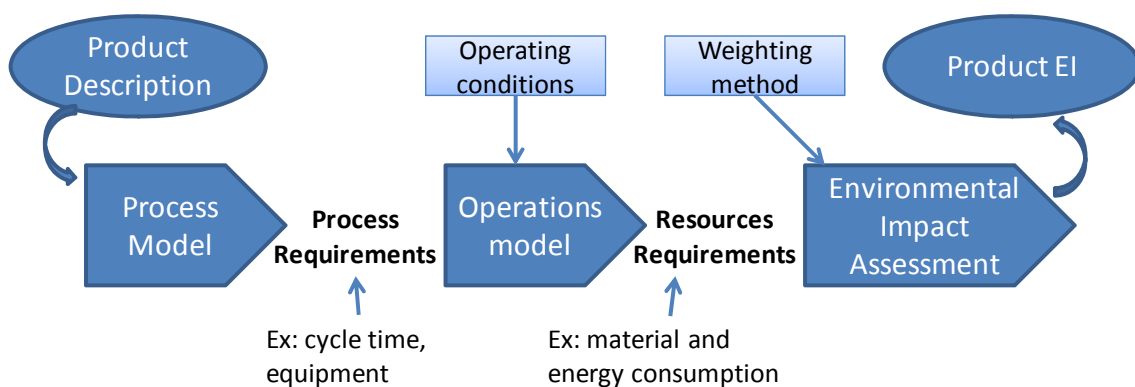 Product
Description
Operating
conditions
Weighting
method
Product EI
Process
Model
Process
Requirements
Operations
model
Resources
Requirements
Environmental
Impact
Assessment
Ex: cycle time,
equipment
Ex: material and
energy consumption